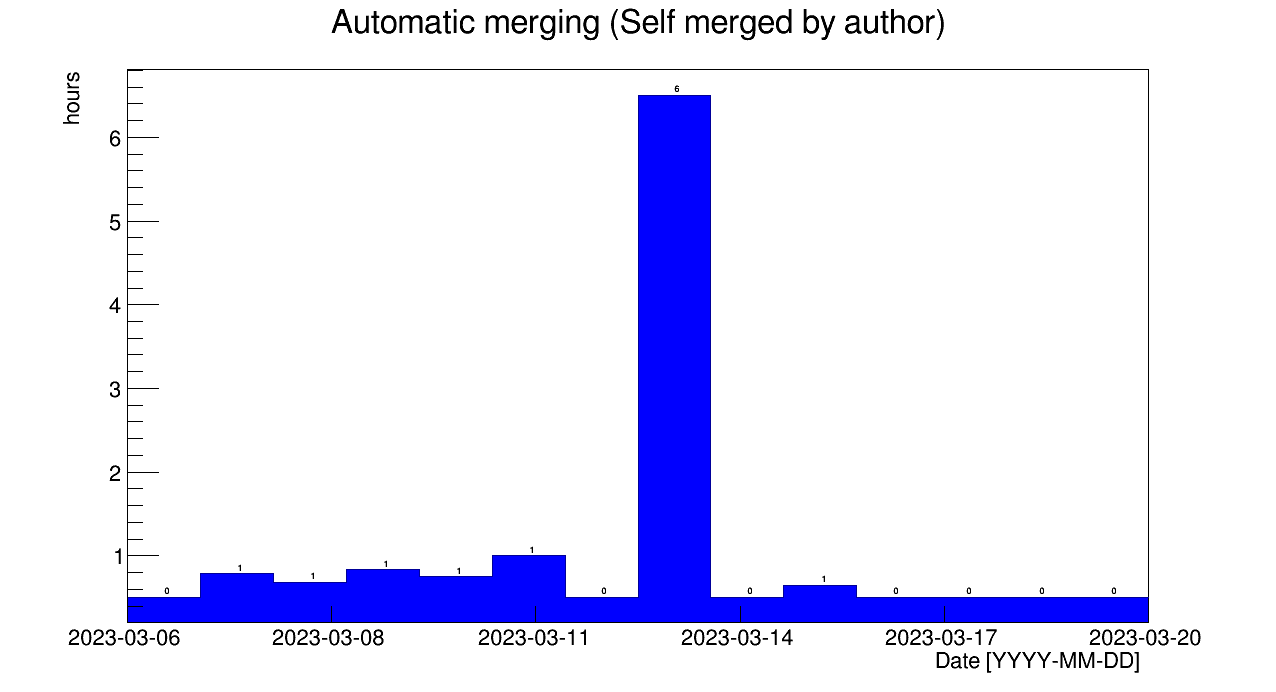 Automatic merging (Self merged by author)
hours
6
6
5
4
3
2
1
0 1 1 1 1 1 0 0 1 0 0 0 0
2023-03-06 2023-03-08 2023-03-11 2023-03-14 2023-03-17 2023-03-20
Date [YYYY-MM-DD]